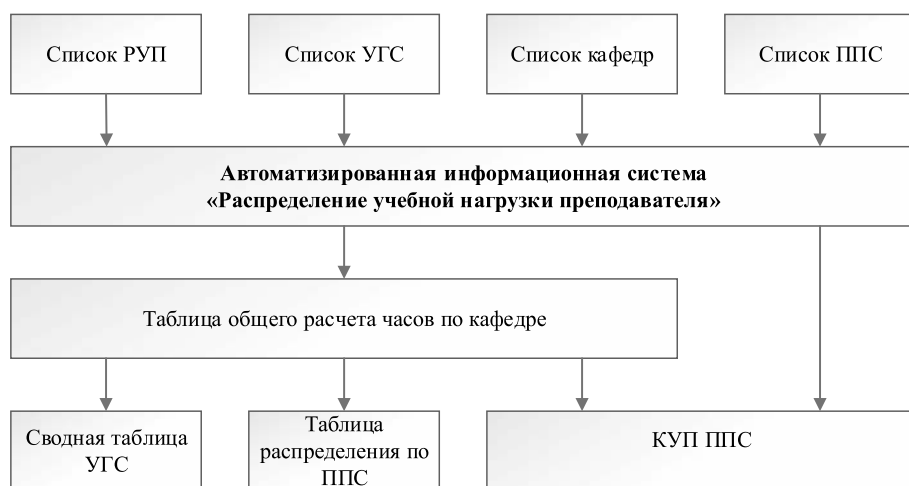 Список РУП
Список УГС
Список кафедр
Список ППС
Автоматизированная информационная система
«Распределение учебной нагрузки преподавателя»
Таблица общего расчета часов по кафедре
Сводная таблица
УГС
Таблица
распределения по
ППС
КУП ППС